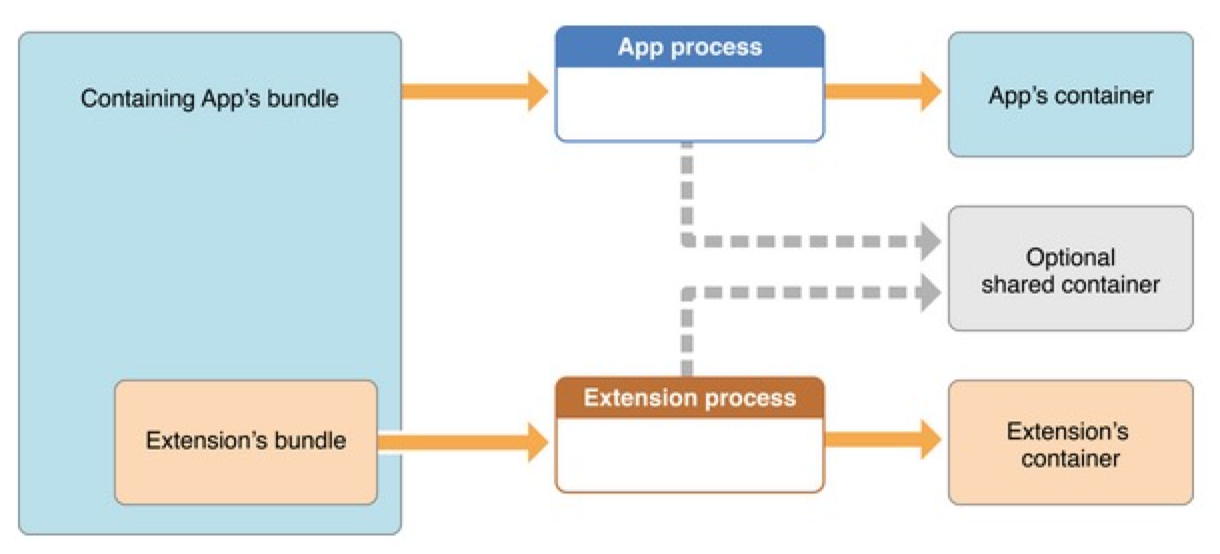 Containing App's bundle
App process
App's container
Optional
shared container
Extension's bundle
Extension process
Extension's
container